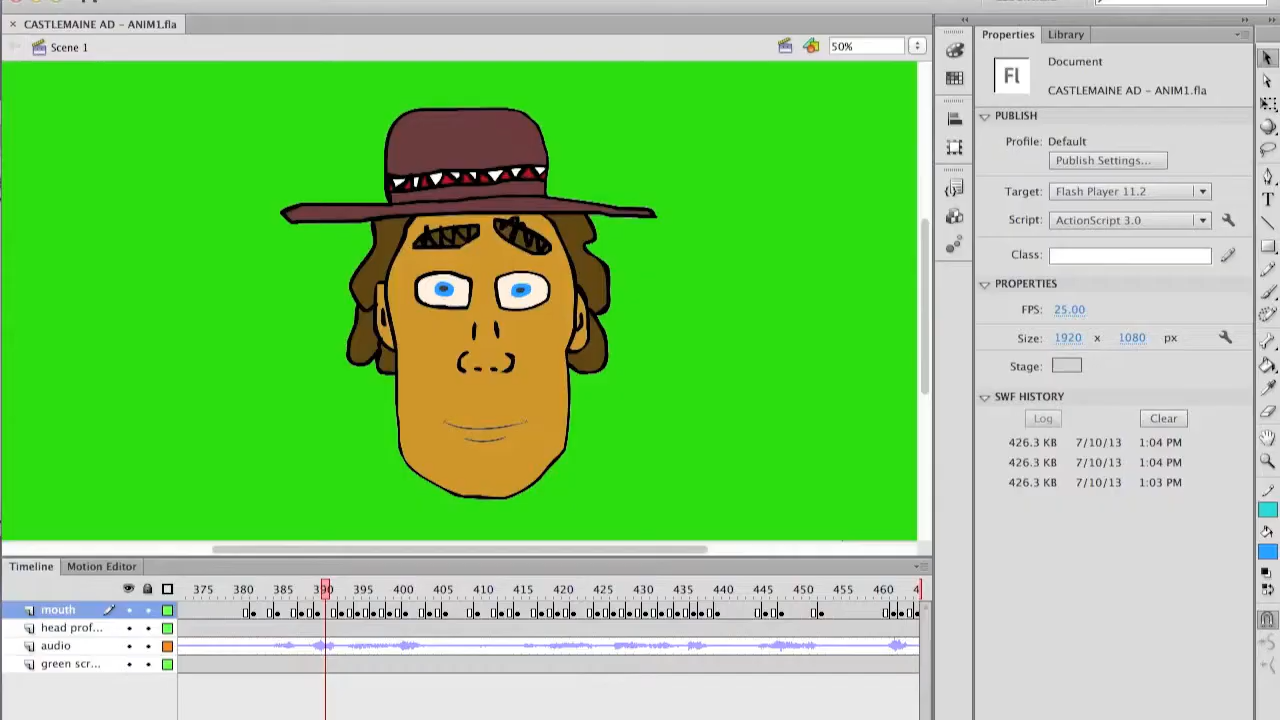 × CASTLEMAINE AD - ANIM1.fla
Scene 1
50%
Properties
Library
Fl
Document
CASTLEMAINE AD - ANIM1.fla
PUBLISH
Profile: Default
Publish Settings...
Target: Flash Player 11.2
Script: ActionScript 3.0
Class:
PROPERTIES
FPS: 25.00
Size: 1920 x 1080 px
Stage:
SWF HISTORY
Log
Clear
426.3 KB 7/10/13 1:04 PM
426.3 KB 7/10/13 1:04 PM
426.3 KB 7/10/13 1:03 PM
Timeline
Motion Editor
375 380 385 390 395 400 405 410 415 420 425 430 435 440 445 450 455 460
mouth
head prof...
audio
green scr...